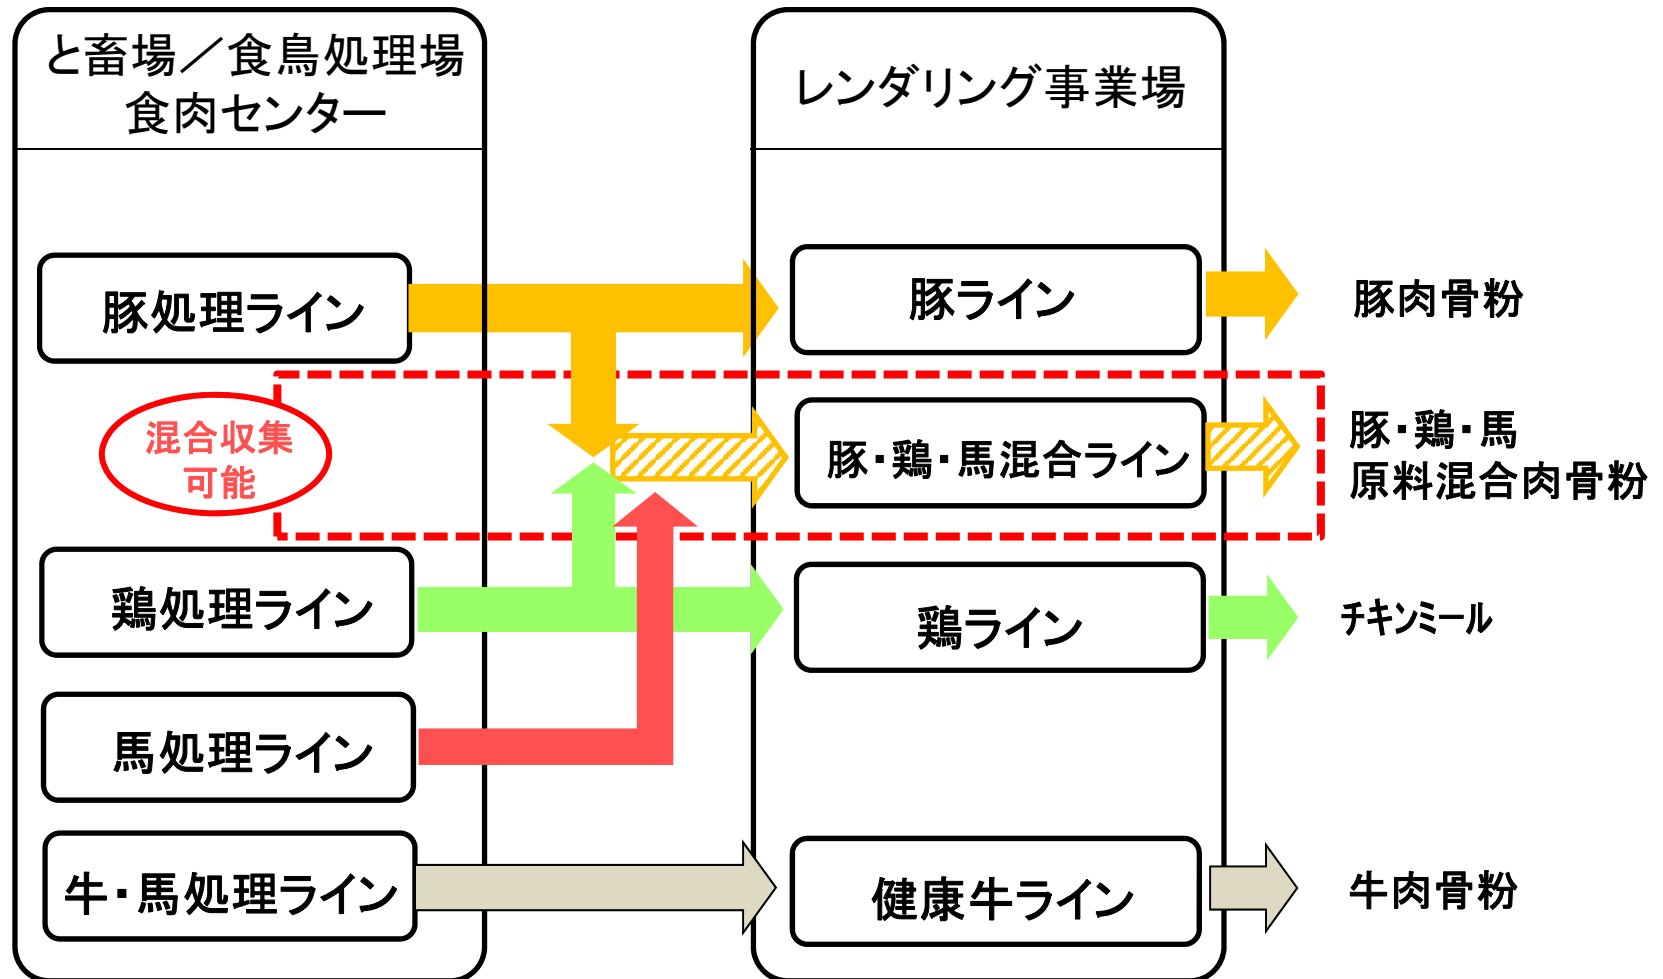 と畜場／食鳥処理場
食肉センター
レンダリング事業場
豚処理ライン
豚ライン
豚肉骨粉
混合収集
可能
豚・鶏・馬混合ライン
豚・鶏・馬
原料混合肉骨粉
鶏処理ライン
鶏ライン
チキンミール
馬処理ライン
牛・馬処理ライン
健康牛ライン
牛肉骨粉